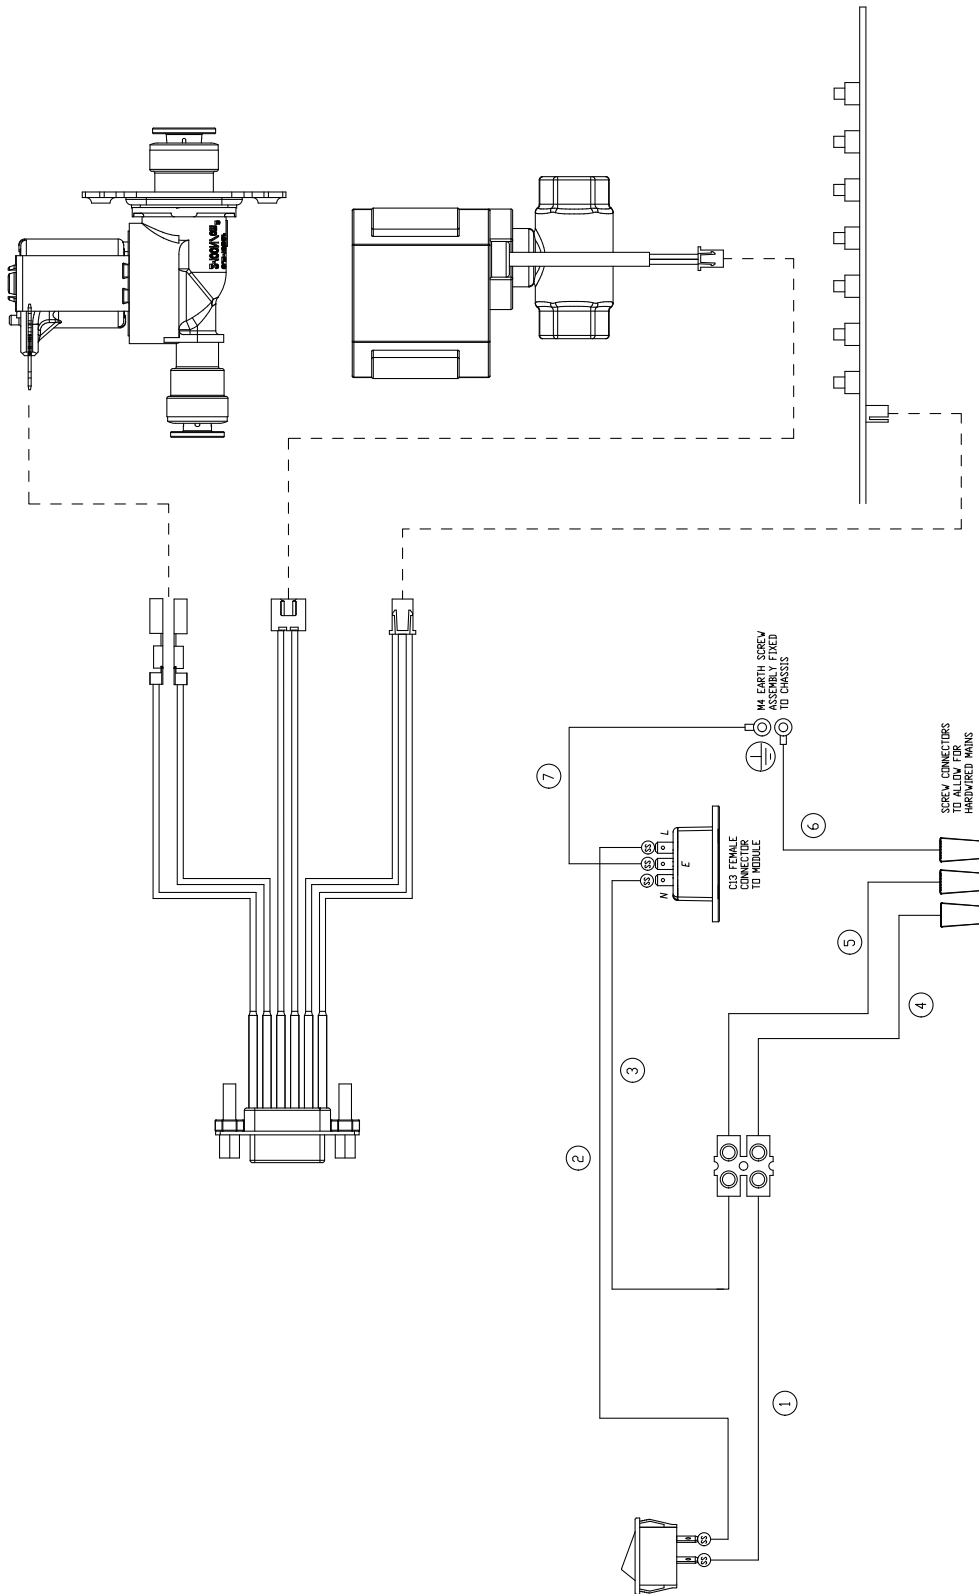 M4 EARTH SCREW
ASSEMBLY FIXED
TO CHASSIS
7
L
E
N
SS
SS
SS
C13 FEMALE
CONNECTOR
TO MODULE
6
SCREW CONNECTORS
TO ALLOW FOR
HARDWIRED MAINS
5
4
3
2
1
SS
SS